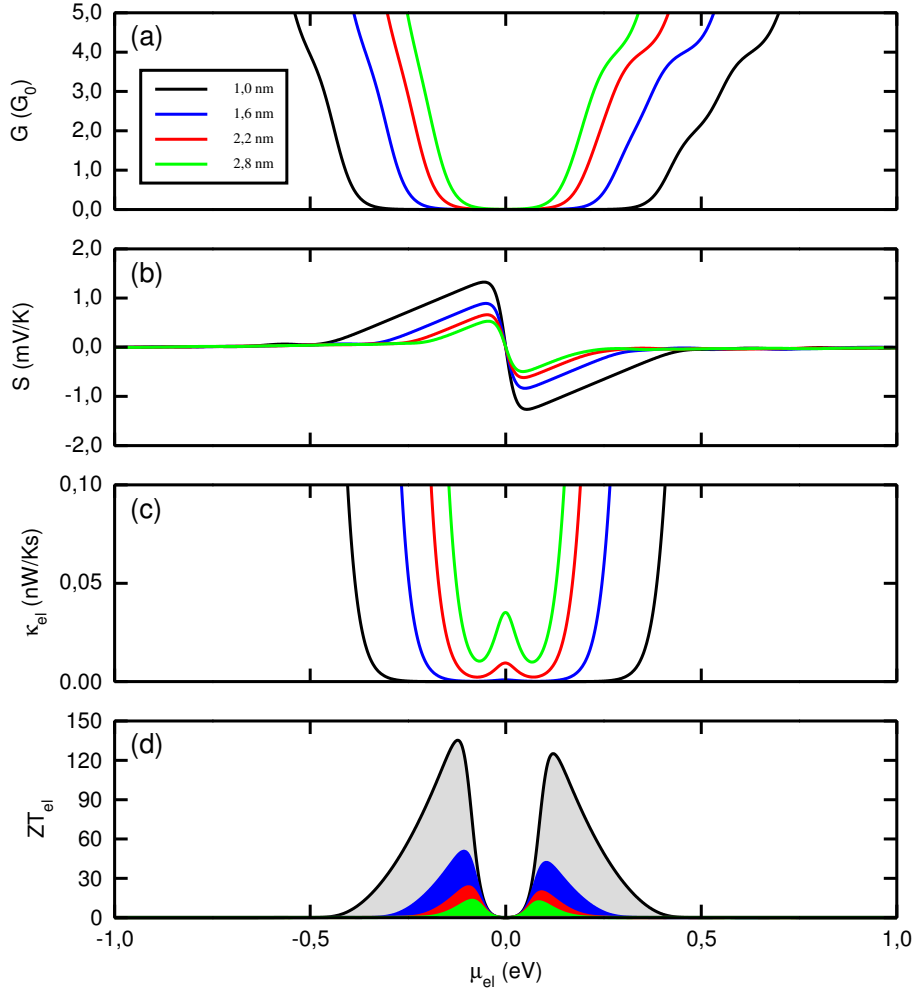 5,0
4,0
3,0
2,0
1,0
0,0
G (G0)
(a)
1,0 nm
1,6 nm
2,2 nm
2,8 nm
2,0
1,0
0,0
-1,0
-2,0
S (mV/K)
(b)
0,10
0,05
0.00
κel (nW/Ks)
(c)
150
120
90
60
30
0
ZTel
(d)
-1,0 -0,5 0,0 0,5 1,0
μel (eV)